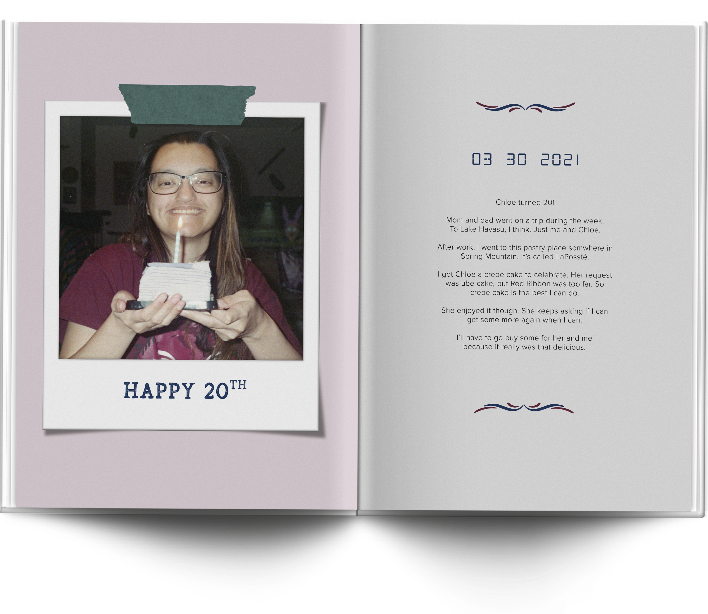 HAPPY 20TH
03 30 2021
Chloe turned 20!
Mom and dad went on a trip during the week.
To Lake Havasu, I think. Just me and Chloe.
After work, I went to this pastry place somwhere in
Spring Mountain. It's called
I got Chloe a crepe cake to celebrate. Her request
was ube cake, but Red Ribbon was too far. So
crepe cake is the best I can do.
She enjoyed it though. She keeps asking if I can
get some more again when I can.
I'll have to go buy some for her and me
because it really was that delicious.